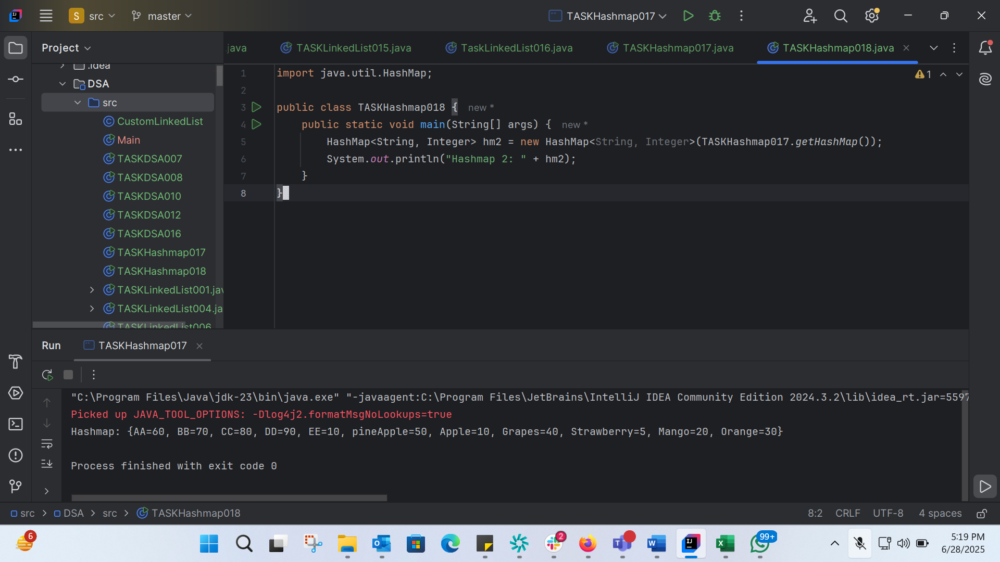 S src master TASKHashmap017
Project
.java TASKLinkedList015.java TaskLinkedList016.java TASKHashmap017.java TASKHashmap018.java
.idea
DSA
src
CustomLinkedList
Main
TASKDSA007
TASKDSA008
TASKDSA010
TASKDSA012
TASKDSA016
TASKHashmap017
TASKHashmap018
TASKLinkedList001.jav
TASKLinkedList004.ja
TASKLinkedList006
1 import java.util.HashMap;
2
3 public class TASKHashmap018 { new *
4 public static void main(String[] args) { new *
5 HashMap<String, Integer> hm2 = new HashMap<String, Integer>(TASKHashmap017.getHashMap());
6 System.out.println("Hashmap 2: " + hm2);
7 }
8 }
1
Run TASKHashmap017
"C:\Program Files\Java\jdk-23\bin\java.exe" "-javaagent:C:\Program Files\JetBrains\IntelliJ IDEA Community Edition 2024.3.2\lib\idea_rt.jar=5597
Picked up JAVA_TOOL_OPTIONS: -Dlog4j2.formatMsgNoLookups=true
Hashmap: {AA=60, BB=70, CC=80, DD=90, EE=10, pineApple=50, Apple=10, Grapes=40, Strawberry=5, Mango=20, Orange=30}
Process finished with exit code 0
src > DSA > src > TASKHashmap018 8:2 CRLF UTF-8 4 spaces
6
2
99+
5:19 PM
6/28/2025